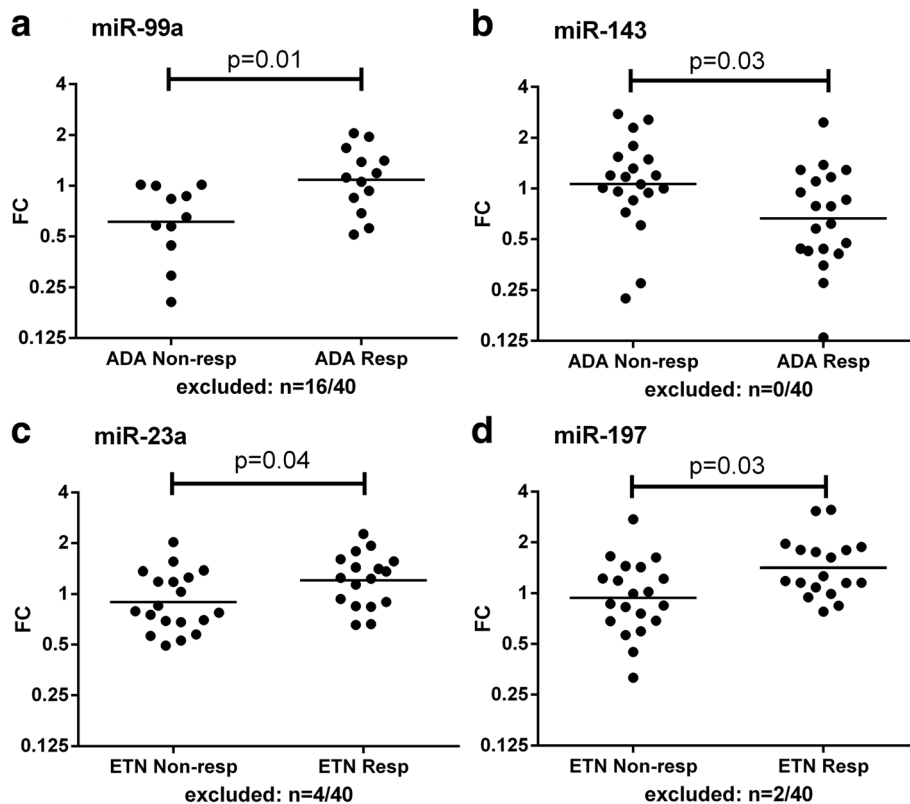 a miR-99a
p=0.01
4
2
1
0.5
0.25
0.125
FC
ADA Non-resp ADA Resp
excluded: n=16/40
b miR-143
p=0.03
4
2
1
0.5
0.25
0.125
FC
ADA Non-resp ADA Resp
excluded: n=0/40
c miR-23a
p=0.04
4
2
1
0.5
0.25
0.125
FC
ETN Non-resp ETN Resp
excluded: n=4/40
d miR-197
p=0.03
4
2
1
0.5
0.25
0.125
FC
ETN Non-resp ETN Resp
excluded: n=2/40